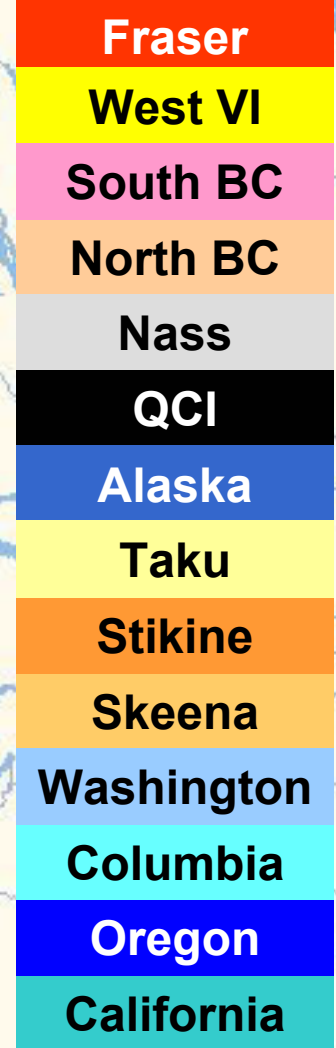 Fraser
West VI
South BC
North BC
Nass
QCI
Alaska
Taku
Stikine
Skeena
Washington
Columbia
Oregon
California